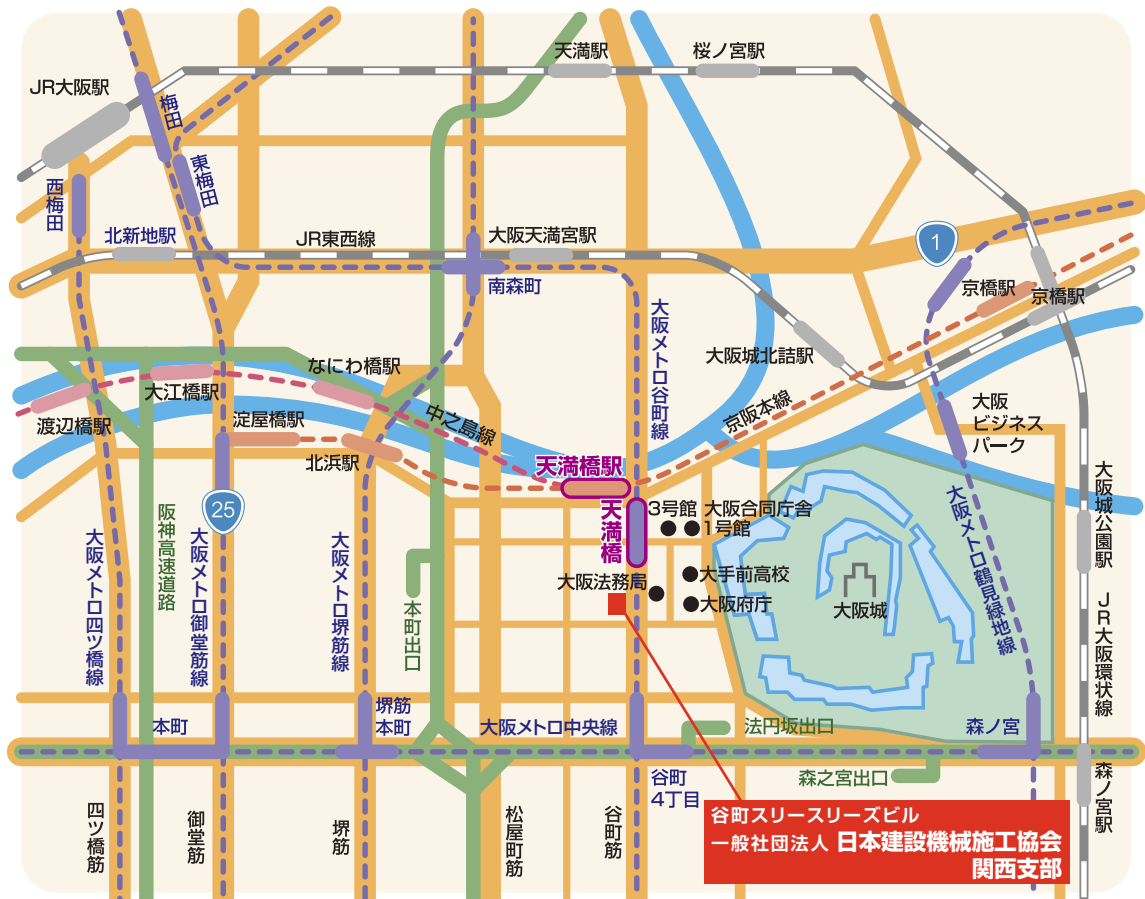 天満駅
桜ノ宮駅
JR大阪駅
梅田
東梅田
西梅田
北新地駅
JR東西線
大阪天満宮駅
1
南森町
京橋駅
京橋駅
大阪メトロ谷町線
大阪城北詰駅
なにわ橋駅
大江橋駅
渡辺橋駅
淀屋橋駅
中之島線
京阪本線
大阪
ビジネス
パーク
北浜駅
天満橋駅
天満橋
25
3号館
大阪合同庁舎
1号館
大阪法務局
大手前高校
大阪府庁
大阪城
大阪城公園駅
阪神高速道路
大阪メトロ四ツ橋線
大阪メトロ御堂筋線
大阪メトロ堺筋線
大阪メトロ鶴見緑地線
本町出口
JR大阪環状線
本町
堺筋
本町
大阪メトロ中央線
法円坂出口
森ノ宮
谷町
4丁目
森之宮出口
森ノ宮駅
四ツ橋筋
御堂筋
堺筋
松屋町筋
谷町筋
谷町スリースリーズビル
一般社団法人 日本建設機械施工協会
関西支部